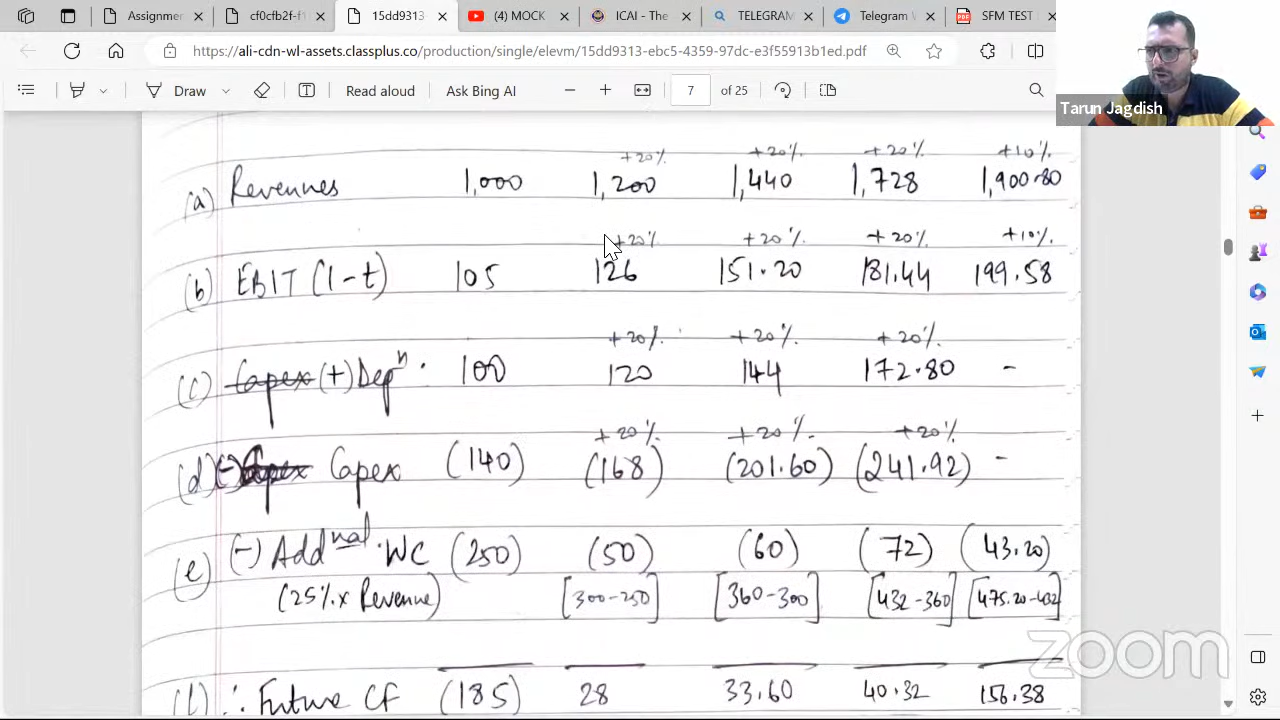 Assignmer
cfctbf2f-f1
15dd9313
(4) MOCK
ICAI - The
TELEGRAM
Telegram V
SFM TEST
https://ali-cdn-wl-assets.classplus.co/production/single/elevm/15dd9313-ebc5-4359-97dc-e3f55913b1ed.pdf
Draw
Read aloud
Ask Bing AI
7
of 25
Tarun Jagdish
+20% +20% +20% +10%
(a) Revenues 1,000 1,200 1,440 1,728 1,900.80
+20% +20% +20% +10%
(b) EBIT (1-t) 105 126 151.20 181.44 199.58
+20% +20% +20%
(c) Capex (+) Depn. 100 120 144 172.80 -
+20% +20% +20%
(d) (-) Capex Capex (140) (168) (201.60) (241.92) -
(e) (-) Addnal. WC (250) (50) (60) (72) (43.20)
(25% x Revenue) [300-250] [360-300] [432-360] [475.20-432]
(f) ∴ Future CF (185) 28 33.60 40.32 156.38
zoom